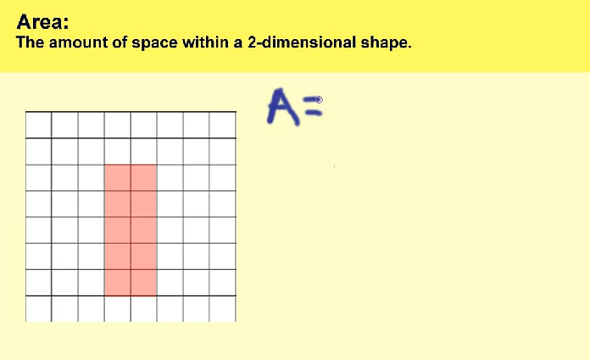 Area:
The amount of space within a 2-dimensional shape.
A=